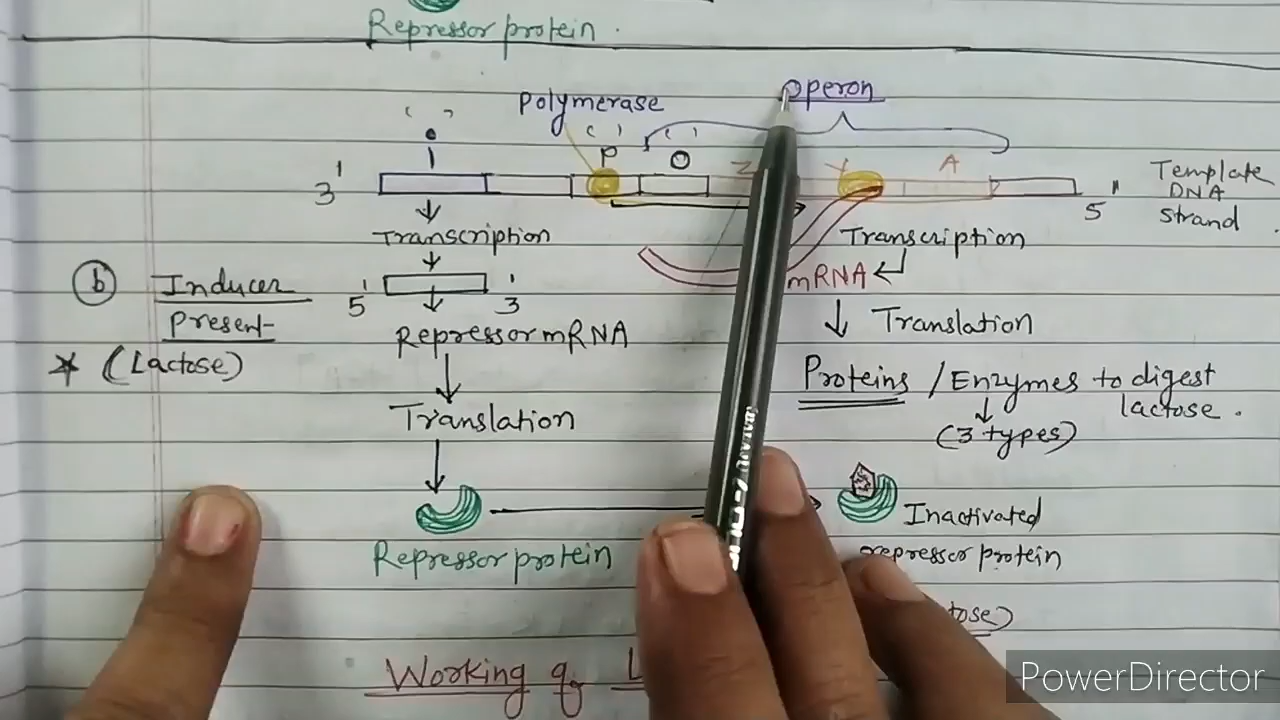 Repressor protein .
Operon
Polymerase
( )
i
( )
P
( )
O
Z
Y
A
3'
5'
Template
DNA
strand .
Transcription
Transcription
mRNA
b
Inducer
Present
* (Lactose)
5'
3'
Repressor mRNA
Translation
Translation
Proteins / Enzymes to digest
lactose .
(3 types)
Repressor protein
Inactivated
repressor protein
tose)
Working of L
PowerDirector